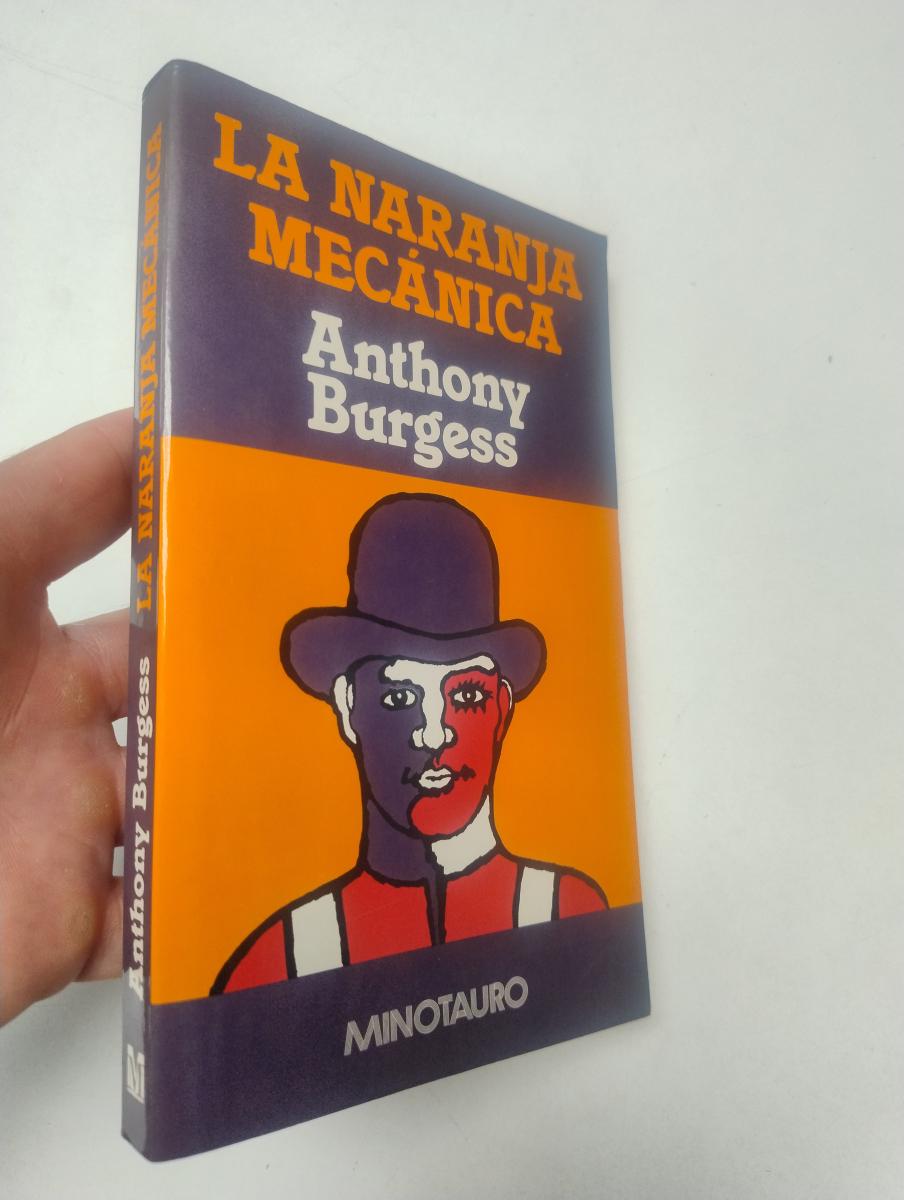 LA NARANJA
MECÁNICA
Anthony
Burgess
MINOTAURO
Anthony Burgess LA NARANJA MECÁNICA
M